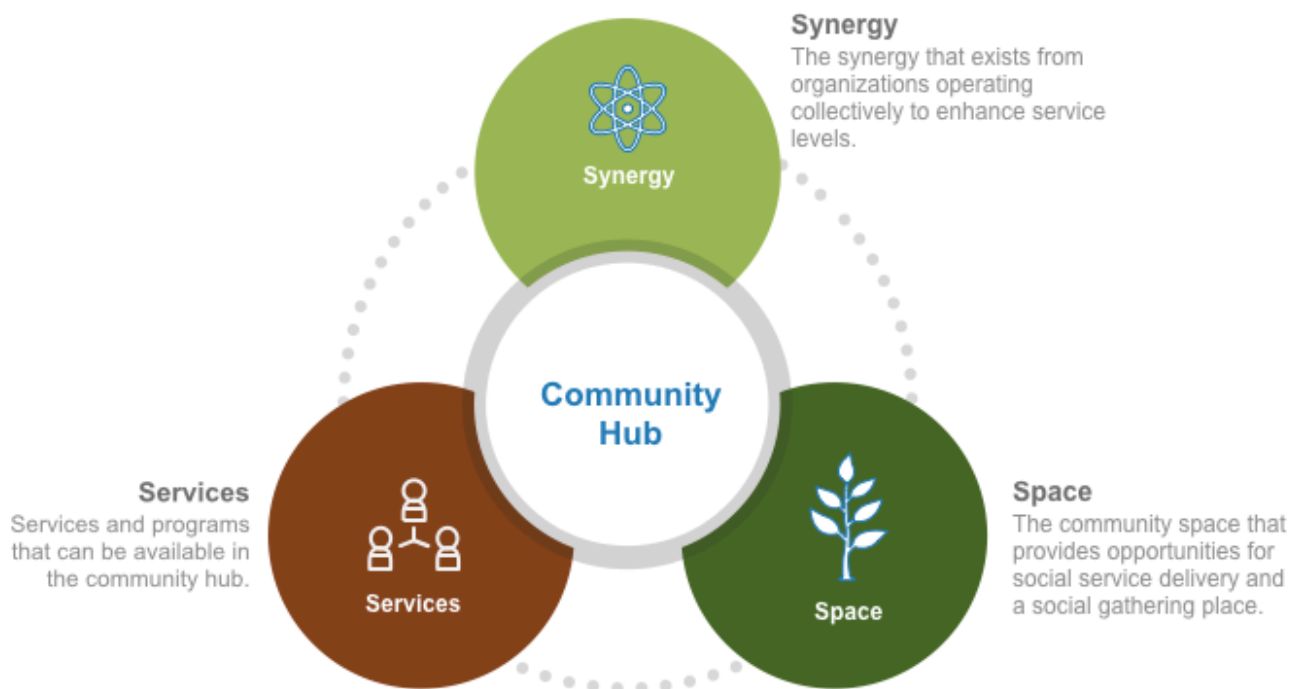 Synergy
The synergy that exists from
organizations operating
collectively to enhance service
levels.
Synergy
Community
Hub
Services
Services and programs
that can be available in
the community hub.
Services
Space
Space
The community space that
provides opportunities for
social service delivery and
a social gathering place.